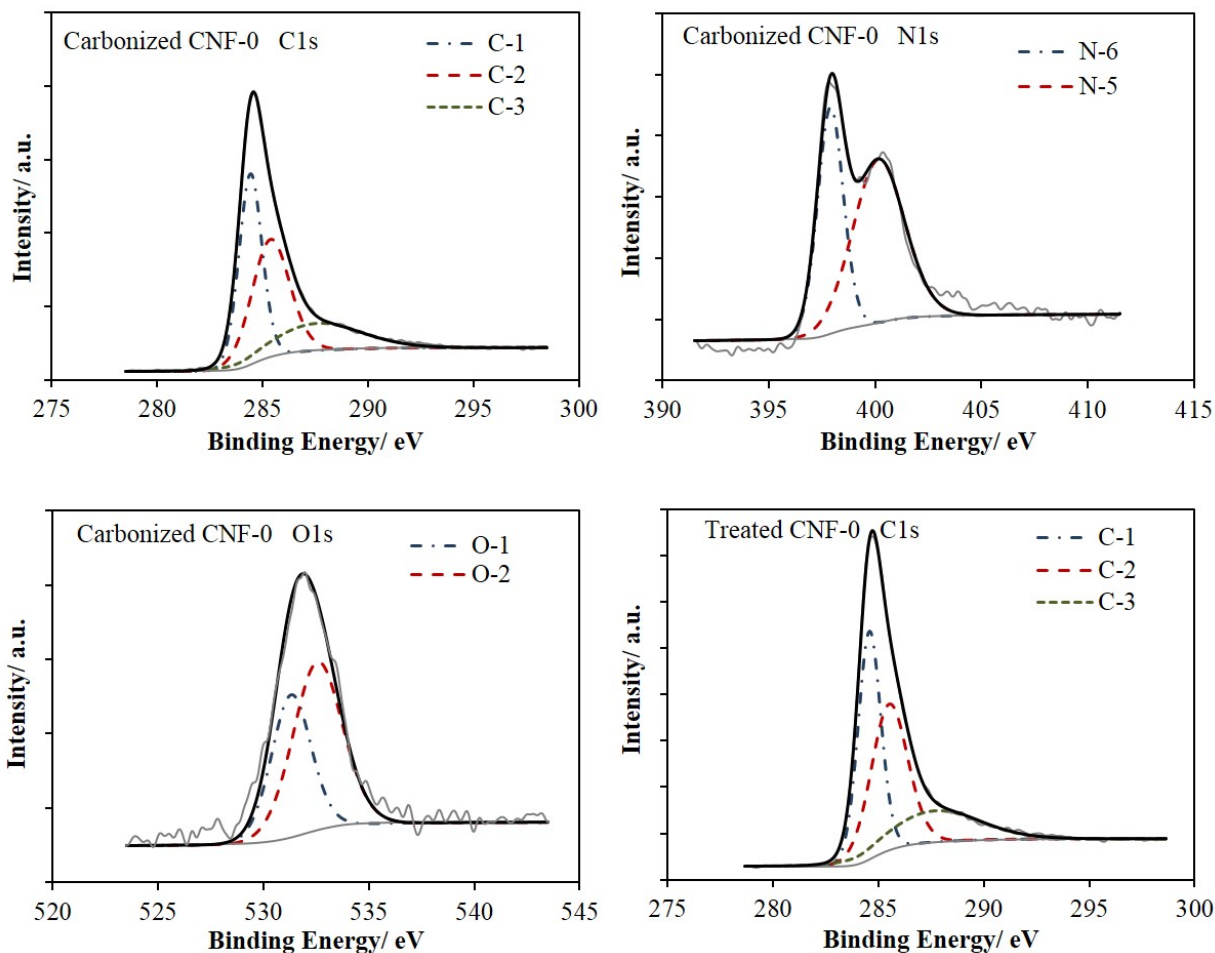 Carbonized CNF-0 C1s
C-1
C-2
C-3
Intensity/ a.u.
275 280 285 290 295 300
Binding Energy/ eV
Carbonized CNF-0 N1s
N-6
N-5
Intensity/ a.u.
390 395 400 405 410 415
Binding Energy/ eV
Carbonized CNF-0 O1s
O-1
O-2
Intensity/ a.u.
520 525 530 535 540 545
Binding Energy/ eV
Treated CNF-0 C1s
C-1
C-2
C-3
Intensity/ a.u.
275 280 285 290 295 300
Binding Energy/ eV